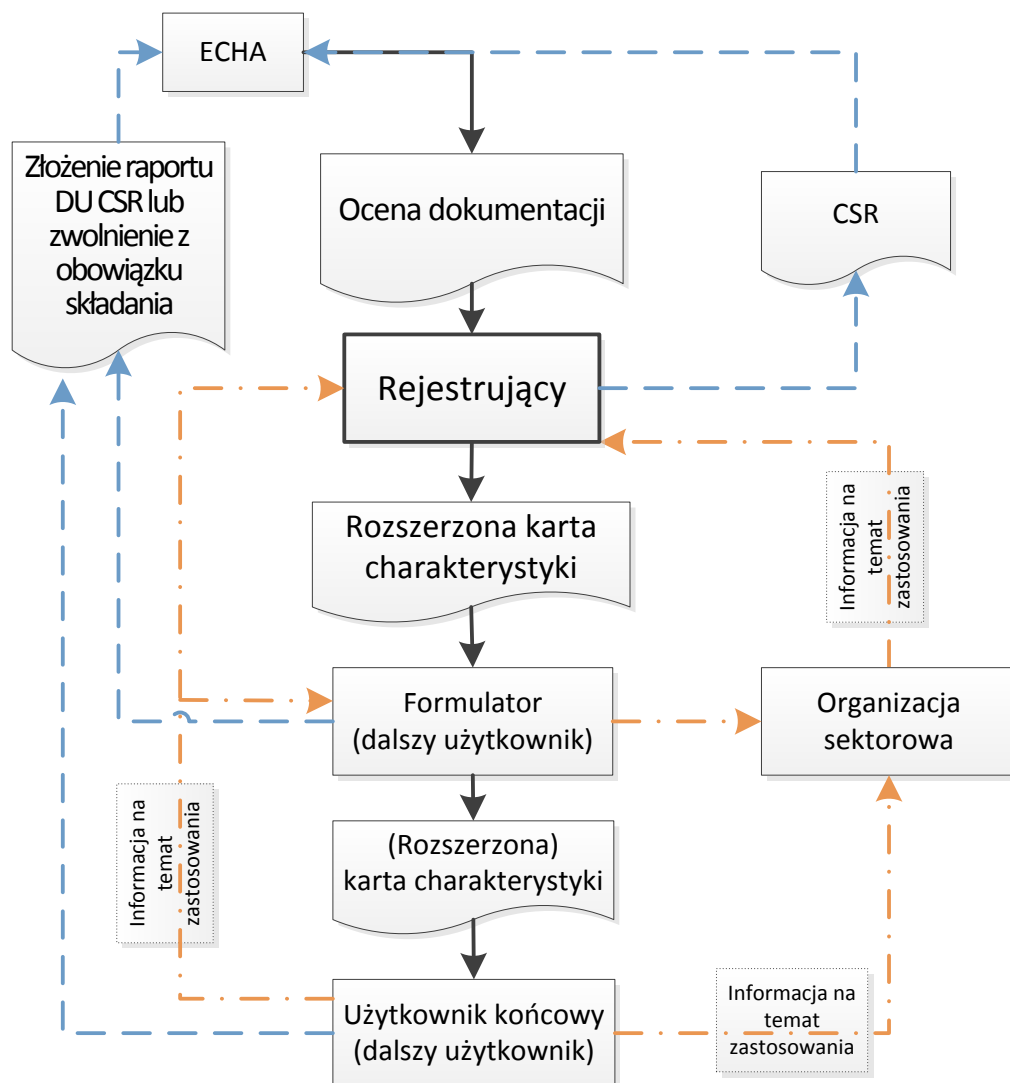 ECHA
Złożenie raportu
DU CSR lub
zwolnienie z
obowiązku
składania
Ocena dokumentacji
CSR
Rejestrujący
Rozszerzona karta
charakterystyki
Informacja na
temat
zastosowania
Formulator
(dalszy użytkownik)
Organizacja
sektorowa
Informacja na
temat
zastosowania
(Rozszerzona)
karta charakterystyki
Użytkownik końcowy
(dalszy użytkownik)
Informacja na
temat
zastosowania